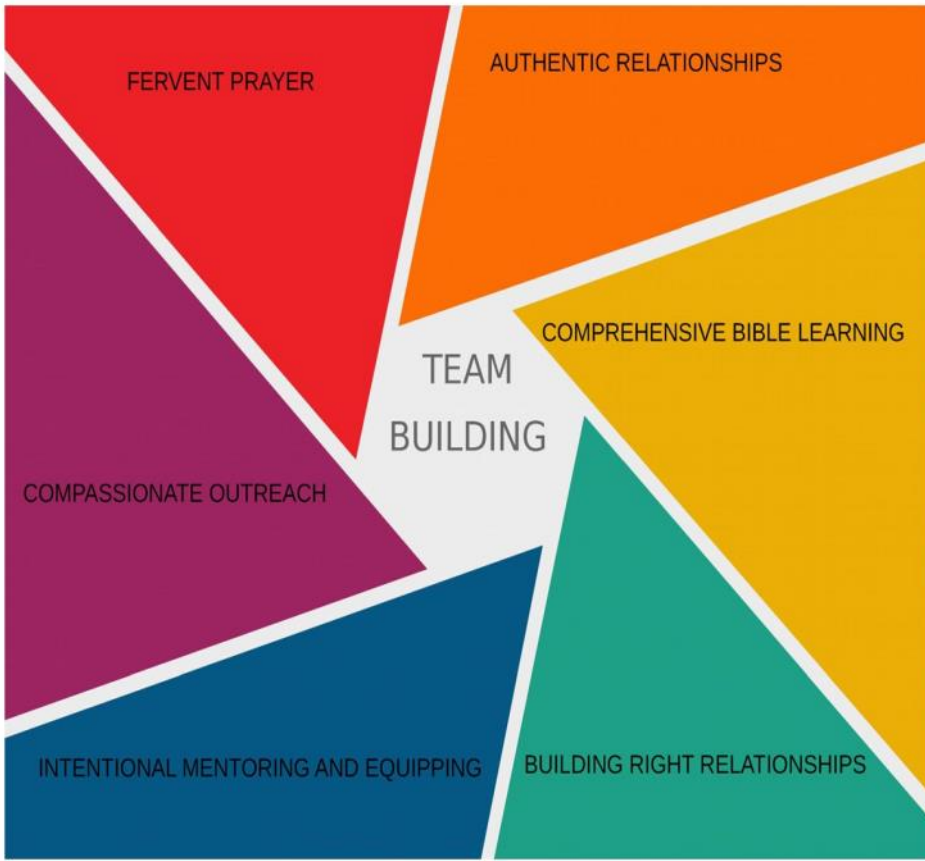 FERVENT PRAYER
AUTHENTIC RELATIONSHIPS
COMPREHENSIVE BIBLE LEARNING
TEAM
BUILDING
COMPASSIONATE OUTREACH
INTENTIONAL MENTORING AND EQUIPPING
BUILDING RIGHT RELATIONSHIPS